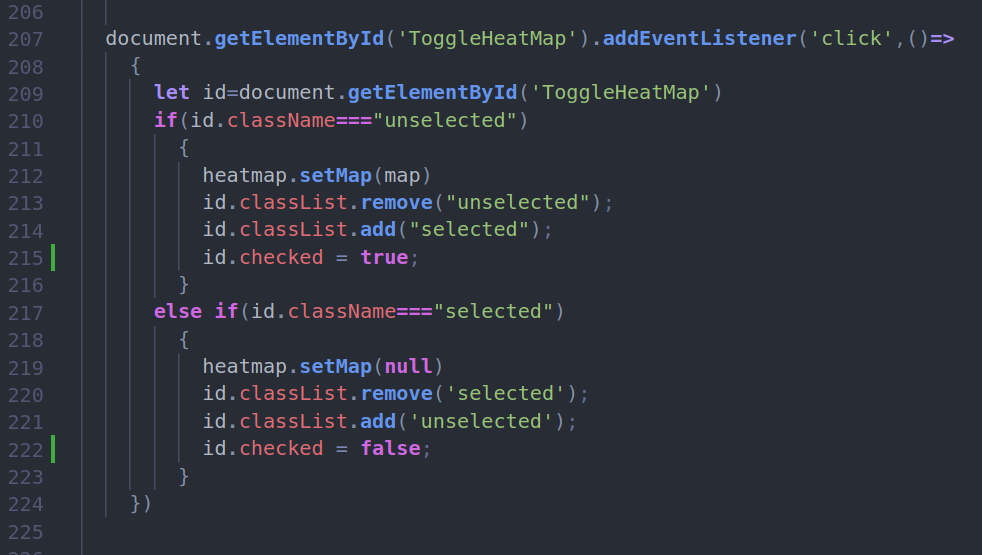 206
207 document.getElementById('ToggleHeatMap').addEventListener('click',()=>
208 {
209 let id=document.getElementById('ToggleHeatMap')
210 if(id.className==="unselected")
211 {
212 heatmap.setMap(map)
213 id.classList.remove("unselected");
214 id.classList.add("selected");
215 id.checked = true;
216 }
217 else if(id.className==="selected")
218 {
219 heatmap.setMap(null)
220 id.classList.remove('selected');
221 id.classList.add('unselected');
222 id.checked = false;
223 }
224 })
225